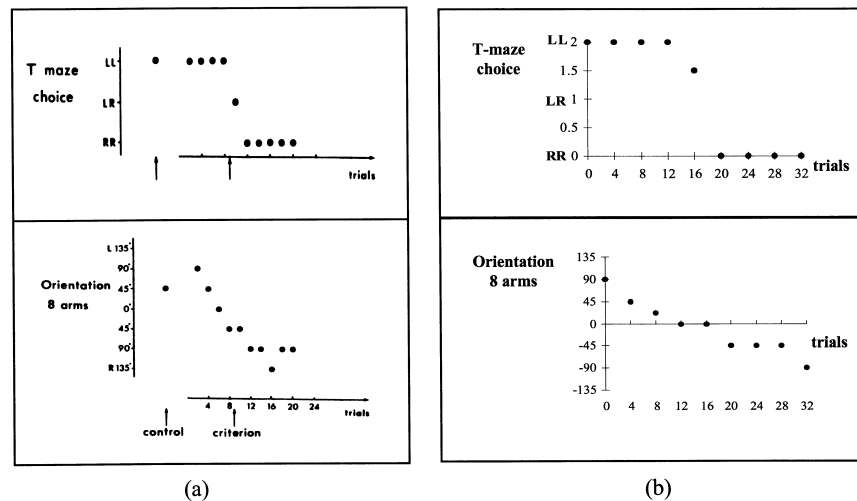 T maze
choice
LL
LR
RR
trials
Orientation
8 arms
L 135°
90°
45°
0°
45°
90°
R 135°
4 8 12 16 20 24
trials
control criterion
(a)
T-maze
choice
LL 2
1.5
LR 1
0.5
RR 0
0 4 8 12 16 20 24 28 32
trials
Orientation
8 arms
135
90
45
0
-45
-90
-135
trials
0 4 8 12 16 20 24 28 32
(b)